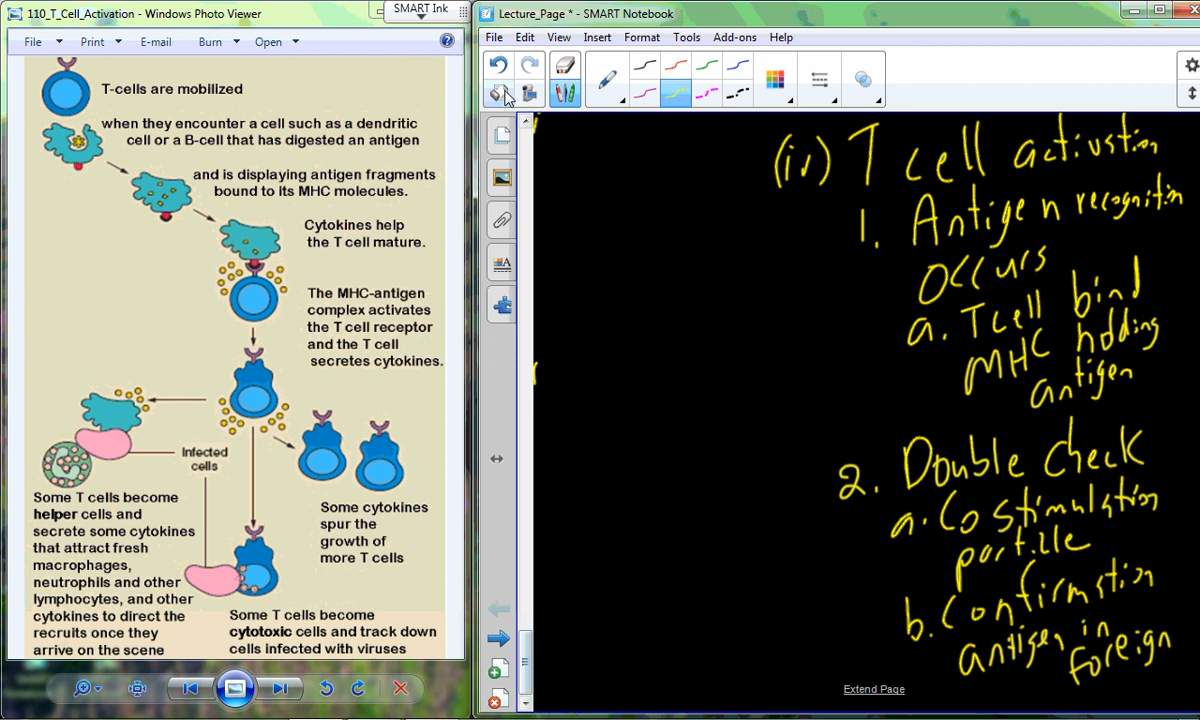 110_T_Cell_Activation - Windows Photo Viewer
SMART Ink
File Print E-mail Burn Open
T-cells are mobilized
when they encounter a cell such as a dendritic
cell or a B-cell that has digested an antigen
and is displaying antigen fragments
bound to its MHC molecules.
Cytokines help
the T cell mature.
The MHC-antigen
complex activates
the T cell receptor
and the T cell
secretes cytokines.
Infected
cells
Some T cells become
helper cells and
secrete some cytokines
that attract fresh
macrophages,
neutrophils and other
lymphocytes, and other
cytokines to direct the
recruits once they
arrive on the scene
Some cytokines
spur the
growth of
more T cells
Some T cells become
cytotoxic cells and track down
cells infected with viruses
Lecture_Page * - SMART Notebook
File Edit View Insert Format Tools Add-ons Help
(iv) T cell activation
1. Antigen recognitin
occurs
a. T cell bind
MHC holding
antigen
2. Double Check
a. Co stimulation
particle
b. Confirmation
antigen in
foreign
Extend Page